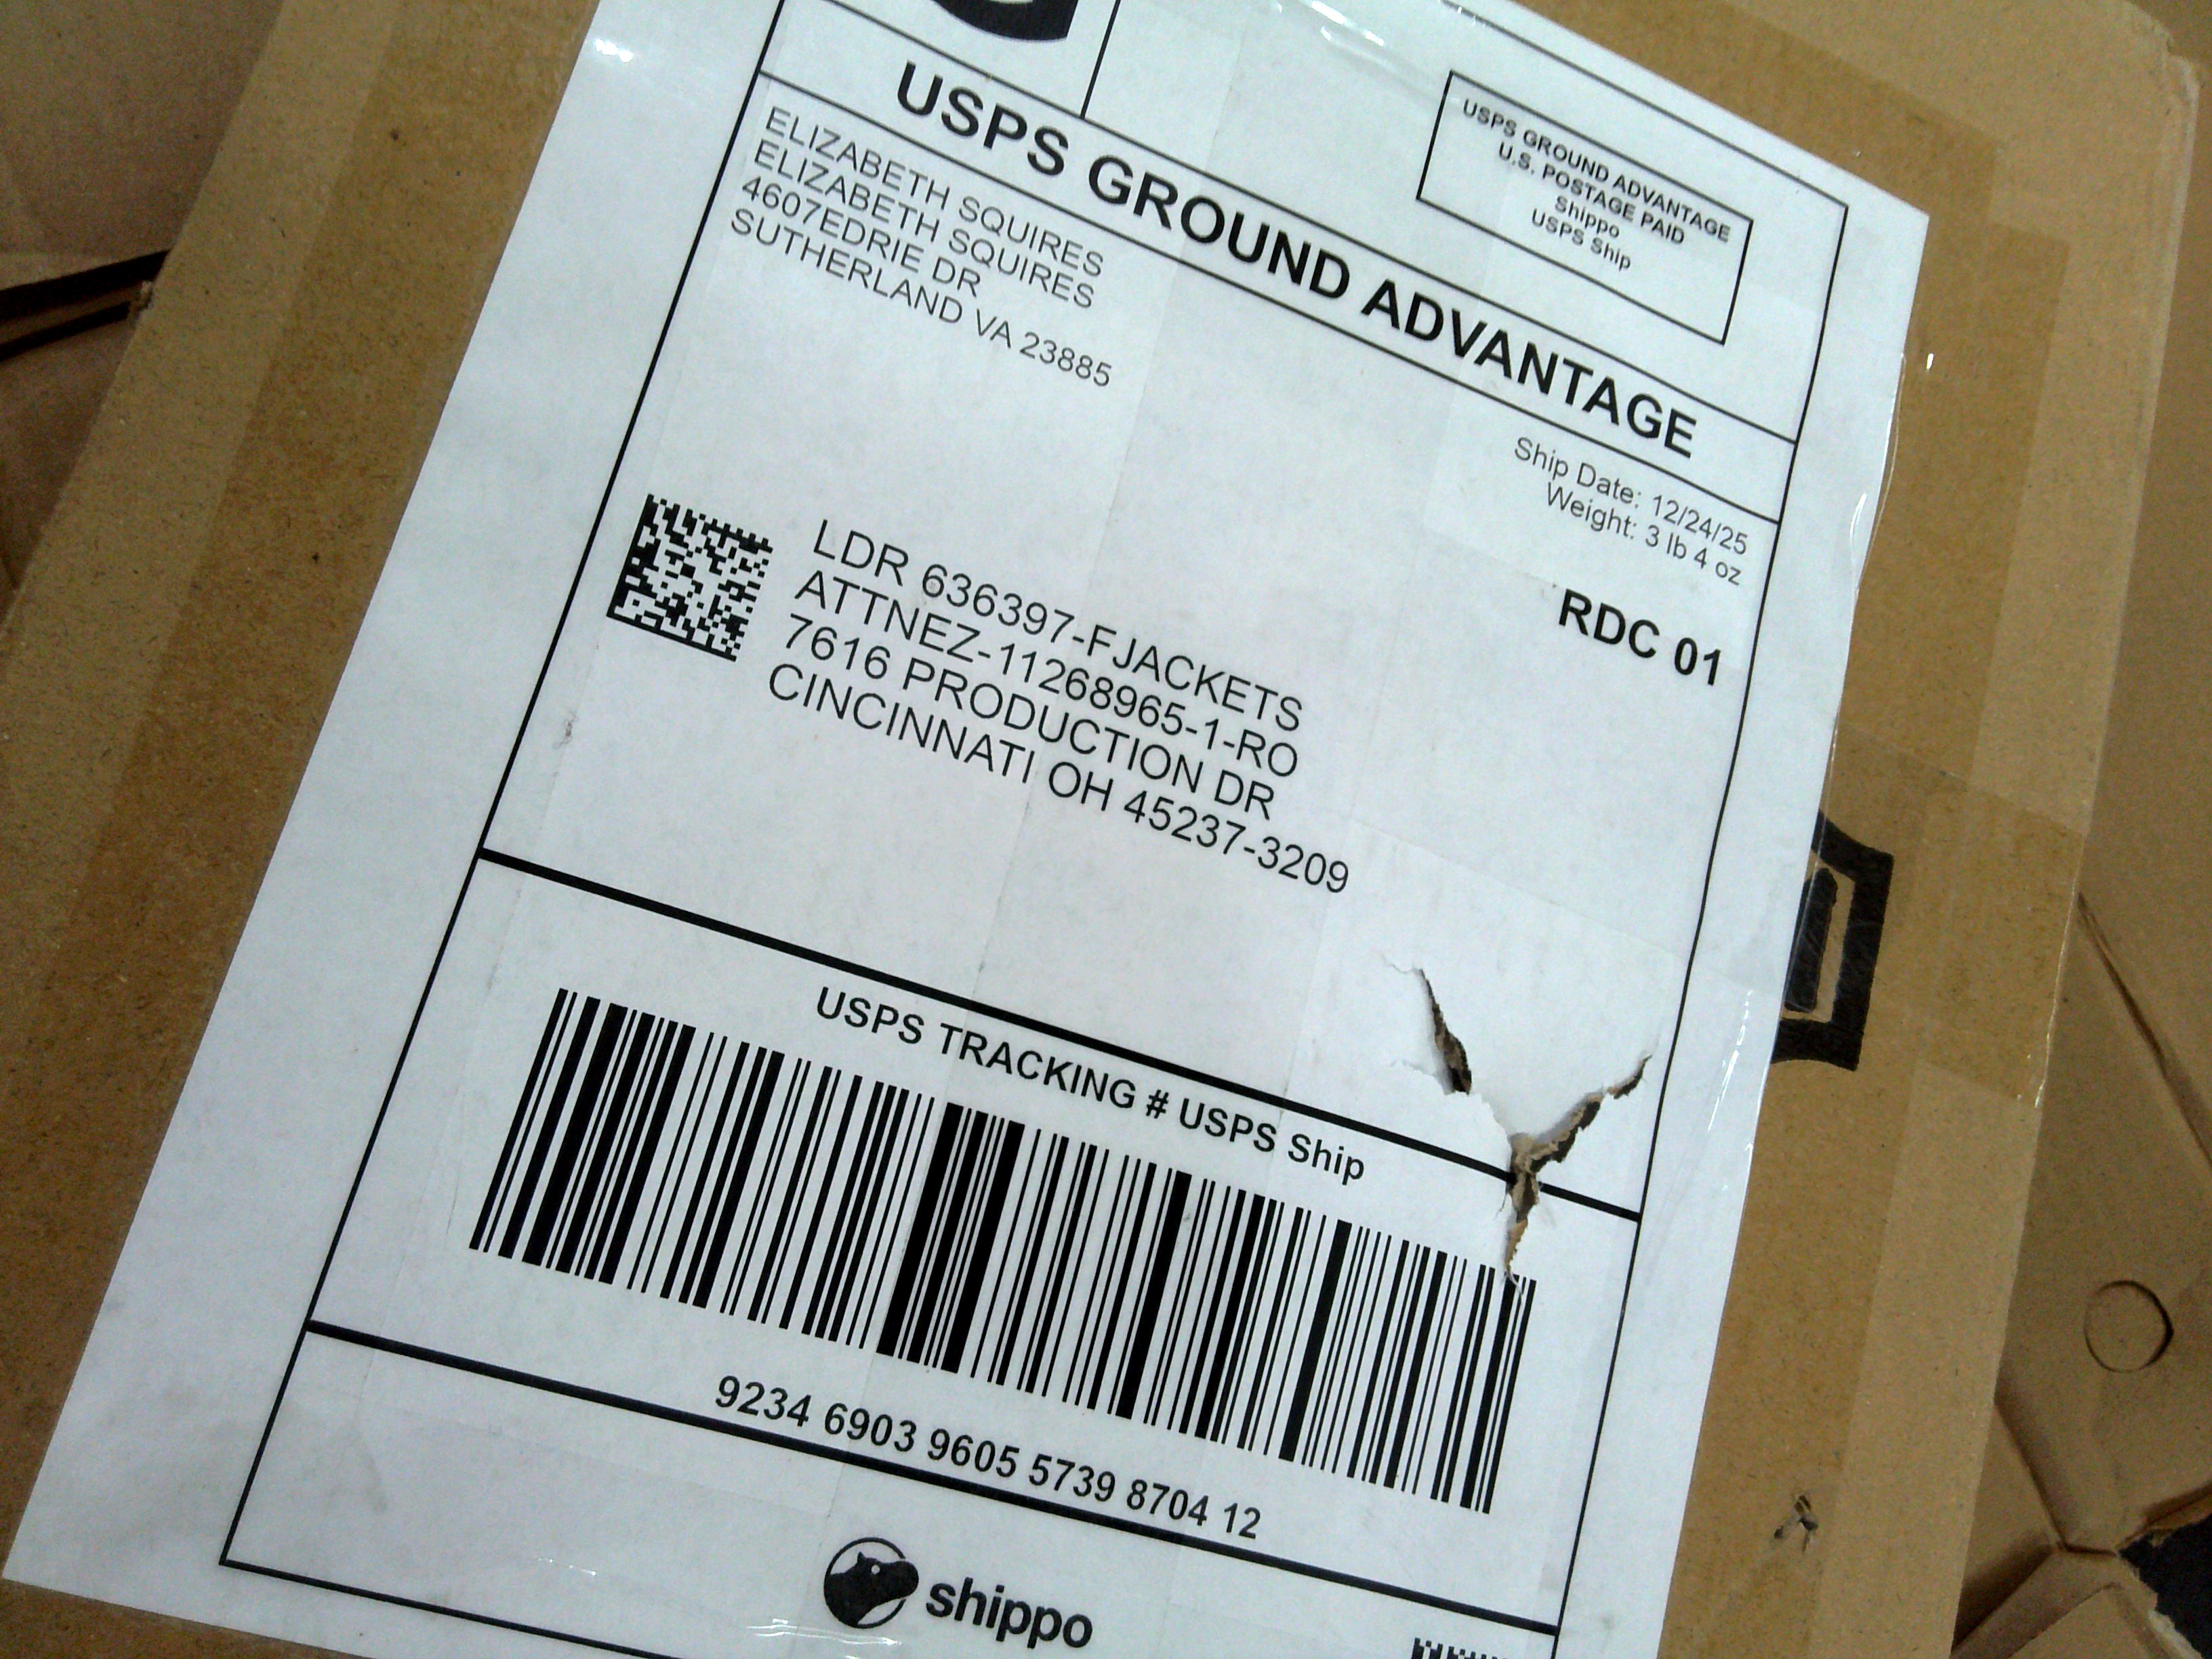 USPS GROUND ADVANTAGE
U.S. POSTAGE PAID
Shippo
USPS Ship
USPS GROUND ADVANTAGE
ELIZABETH SQUIRES
ELIZABETH SQUIRES
4607EDRIE DR
SUTHERLAND VA 23885
Ship Date: 12/24/25
Weight: 3 lb 4 oz
RDC 01
LDR 636397-FJACKETS
ATTNEZ-11268965-1-RO
7616 PRODUCTION DR
CINCINNATI OH 45237-3209
USPS TRACKING # USPS Ship
9234 6903 9605 5739 8704 12
shippo